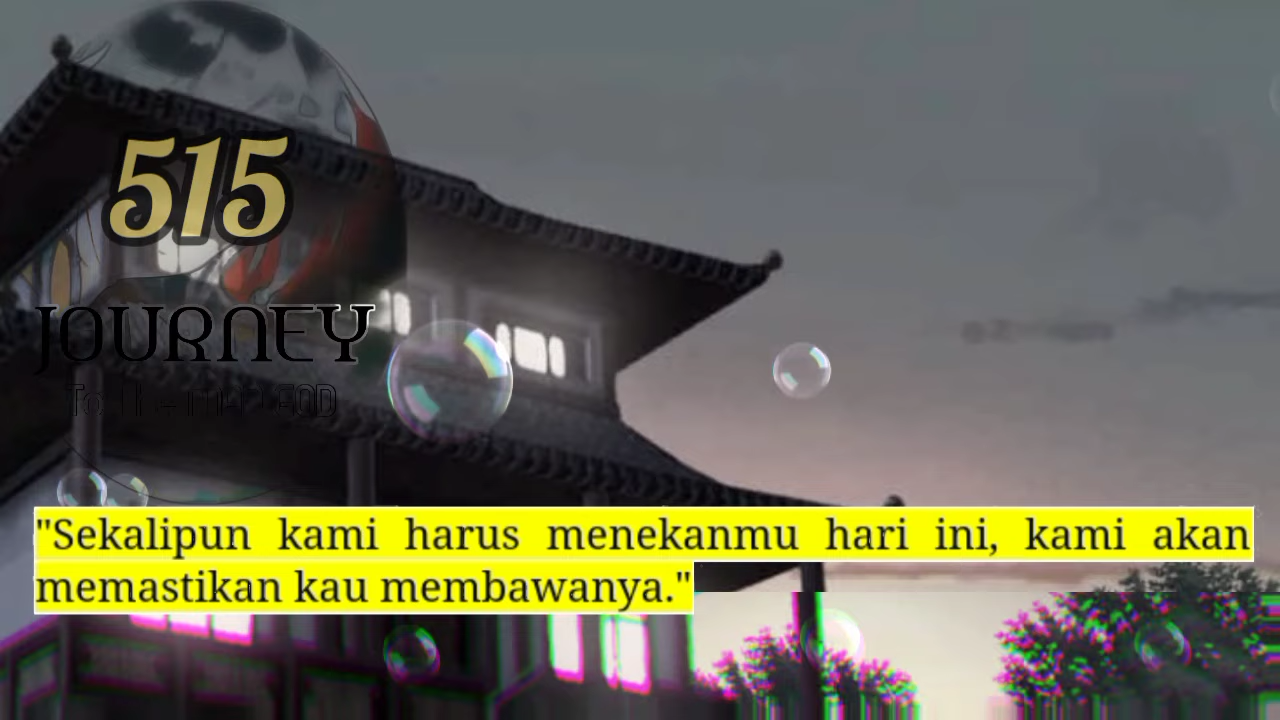 515
JOURNEY
"Sekalipun kami harus menekanmu hari ini, kami akan
memastikan kau membawanya."